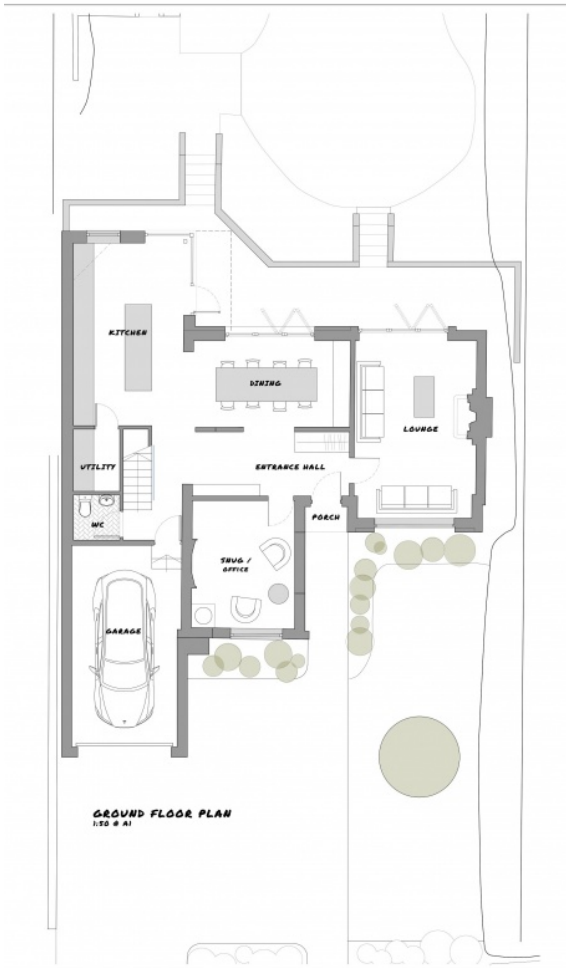 KITCHEN
DINING
LOUNGE
UTILITY
ENTRANCE HALL
WC
PORCH
SNUG /
OFFICE
GARAGE
GROUND FLOOR PLAN
1:50 @ A1